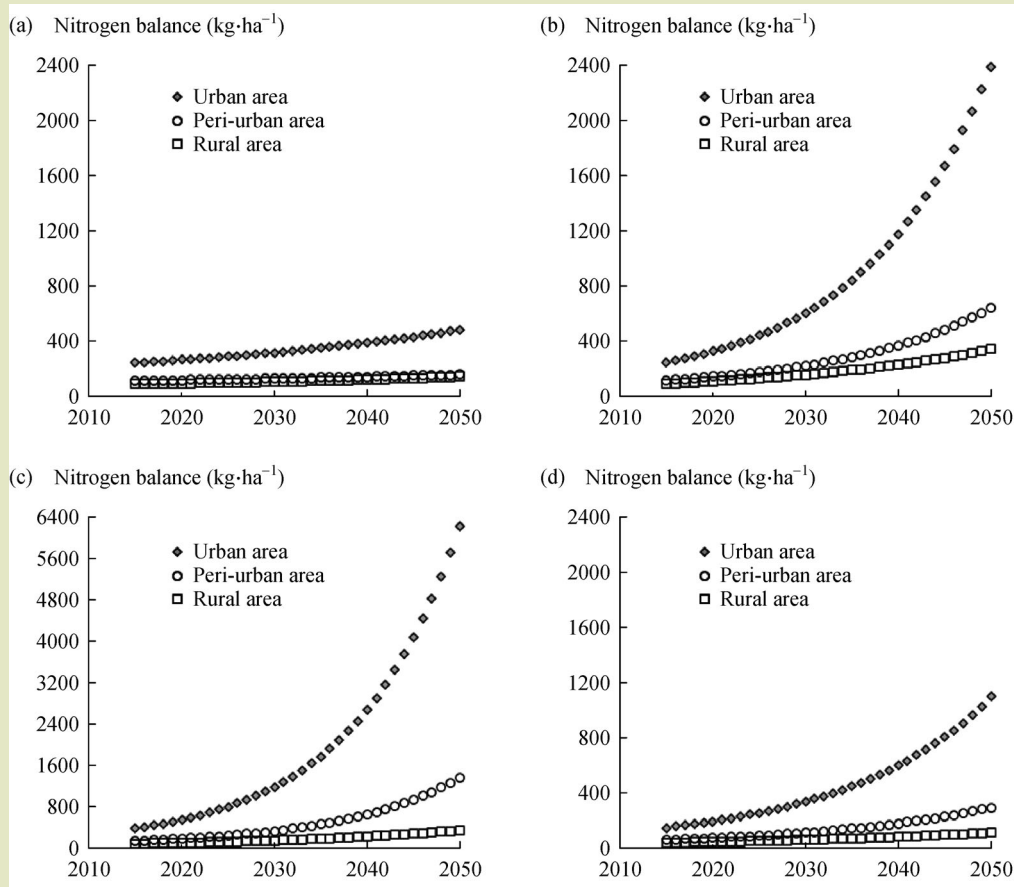 (a) Nitrogen balance (kg·ha⁻¹)
2400
2000
1600
1200
800
400
0
2010 2020 2030 2040 2050
Urban area
Peri-urban area
Rural area
(b) Nitrogen balance (kg·ha⁻¹)
2400
2000
1600
1200
800
400
0
2010 2020 2030 2040 2050
Urban area
Peri-urban area
Rural area
(c) Nitrogen balance (kg·ha⁻¹)
6400
5600
4800
4000
3200
2400
1600
800
0
2010 2020 2030 2040 2050
Urban area
Peri-urban area
Rural area
(d) Nitrogen balance (kg·ha⁻¹)
2400
2000
1600
1200
800
400
0
2010 2020 2030 2040 2050
Urban area
Peri-urban area
Rural area